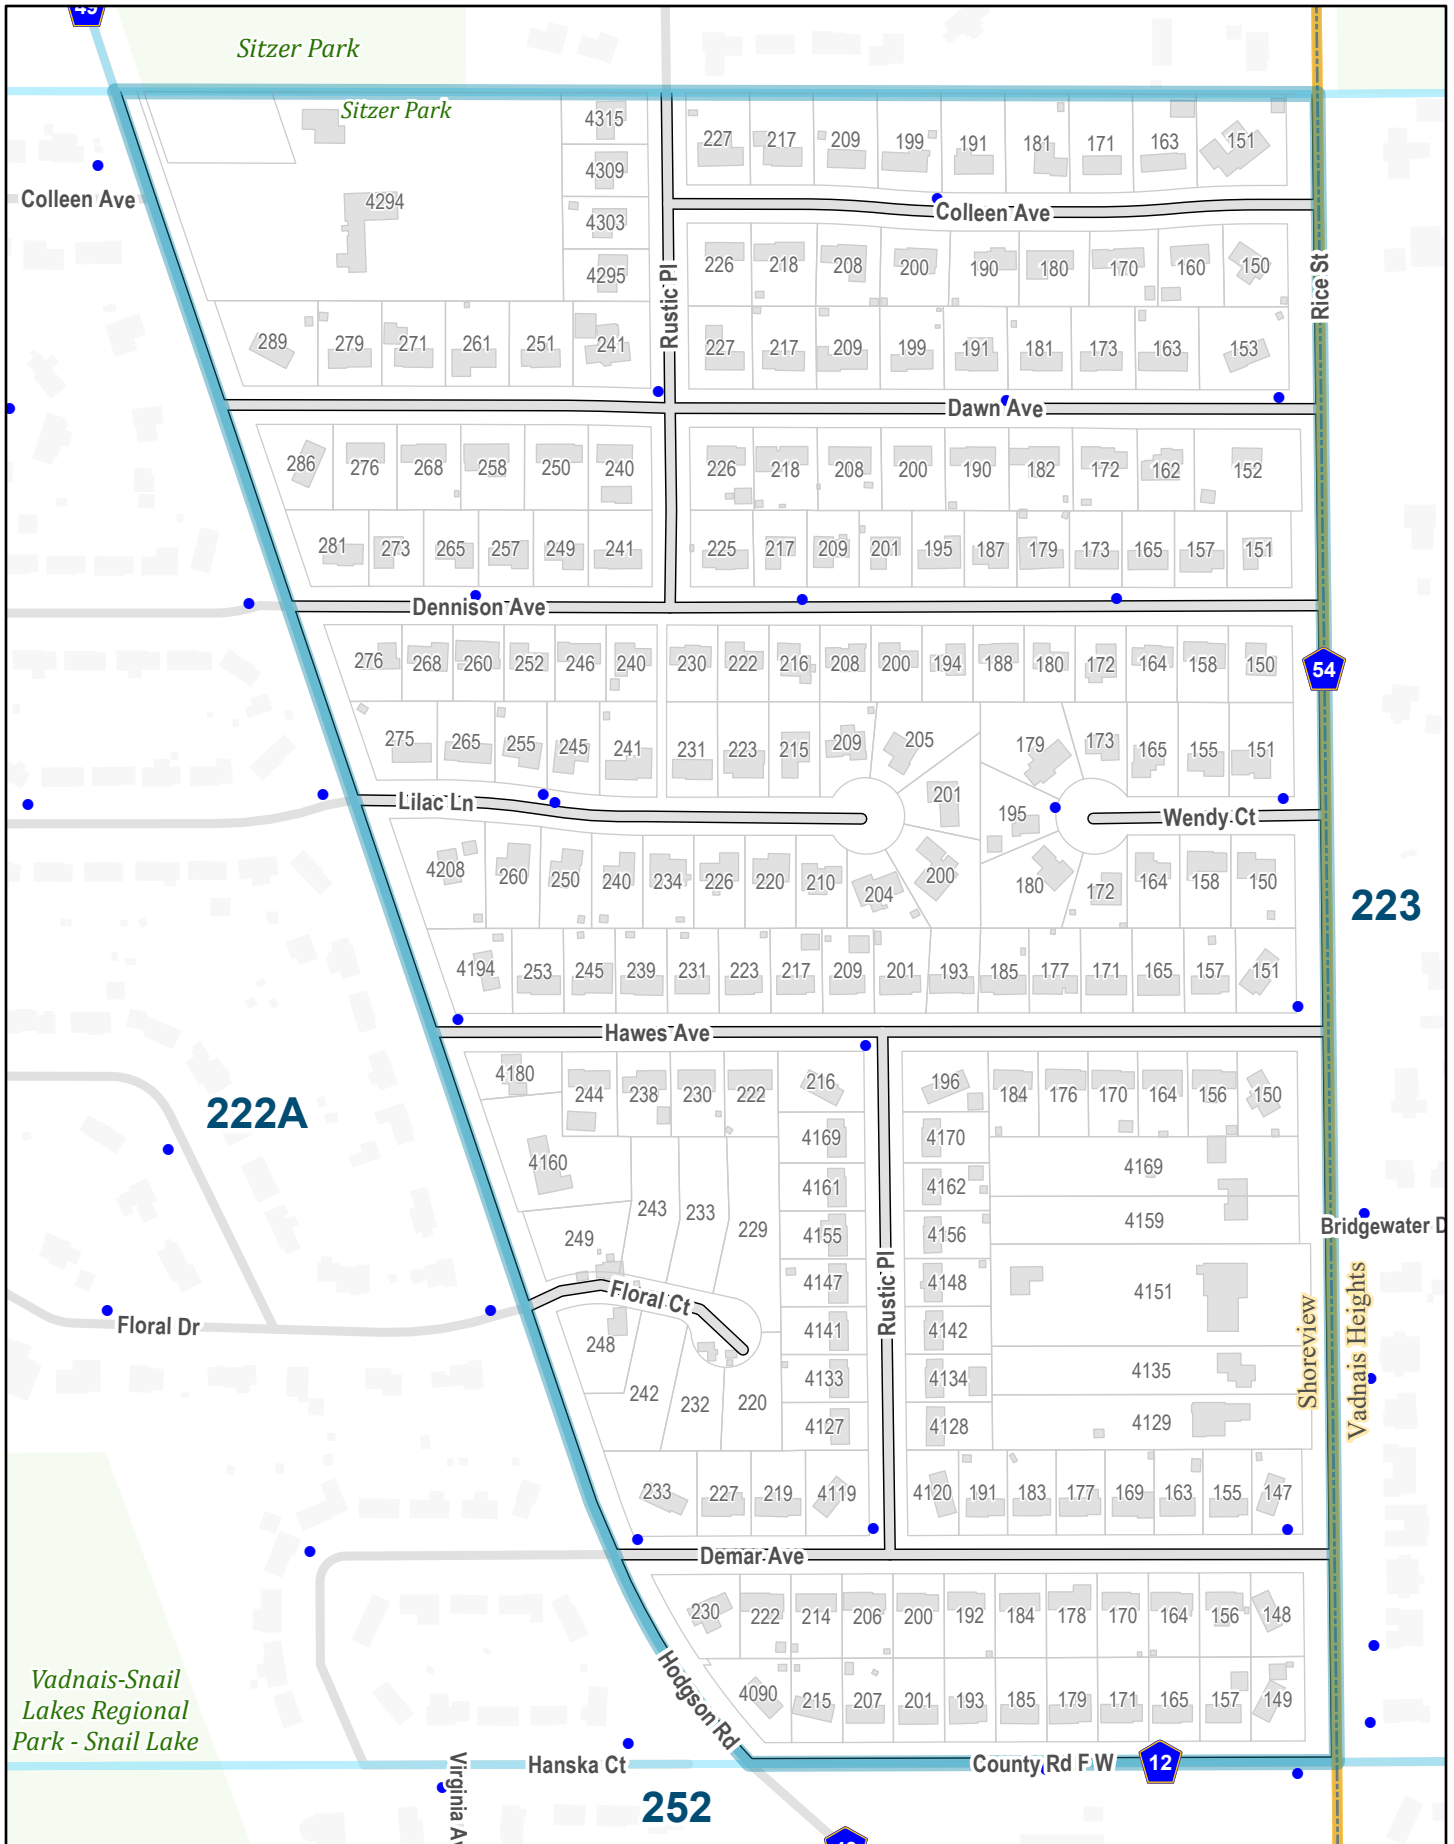 49
Sitzer Park
Sitzer Park
4315
227 217 209 199 191 181 171 163 151
4309
Colleen Ave
4294
4303
Colleen Ave
4295
226 218 208 200 190 180 170 160 150
Rustic Pl
Rice St
289 279 271 261 251 241
227 217 209 199 191 181 173 163 153
Dawn Ave
286 276 268 258 250 240
226 218 208 200 190 182 172 162 152
281 273 265 257 249 241
225 217 209 201 195 187 179 173 165 157 151
Dennison Ave
276 268 260 252 246 240 230 222 216 208 200 194 188 180 172 164 158 150
54
275 265 255 245 241 231 223 215 209 205 179 173 165 155 151
201 195
Lilac Ln
Wendy Ct
4208 260 250 240 234 226 220 210 204 200 180 172 164 158 150
223
4194 253 245 239 231 223 217 209 201 193 185 177 171 165 157 151
Hawes Ave
4180 244 238 230 222 216 196 184 176 170 164 156 150
222A
4160
4169 4170 4169
4161 4162
243 233 229
249
4155 4156 4159
Bridgewater D
Rustic Pl
4147 4148 4151
Floral Ct
Floral Dr
248
4141 4142
Shoreview
Vadnais Heights
4133 4134 4135
242 232 220
4127 4128 4129
233 227 219 4119 4120 191 183 177 169 163 155 147
Demar Ave
230 222 214 206 200 192 184 178 170 164 156 148
Hodgson Rd
4090 215 207 201 193 185 179 171 165 157 149
Vadnais-Snail
Lakes Regional
Park - Snail Lake
Hanska Ct
County Rd F W
12
Virginia Av
252